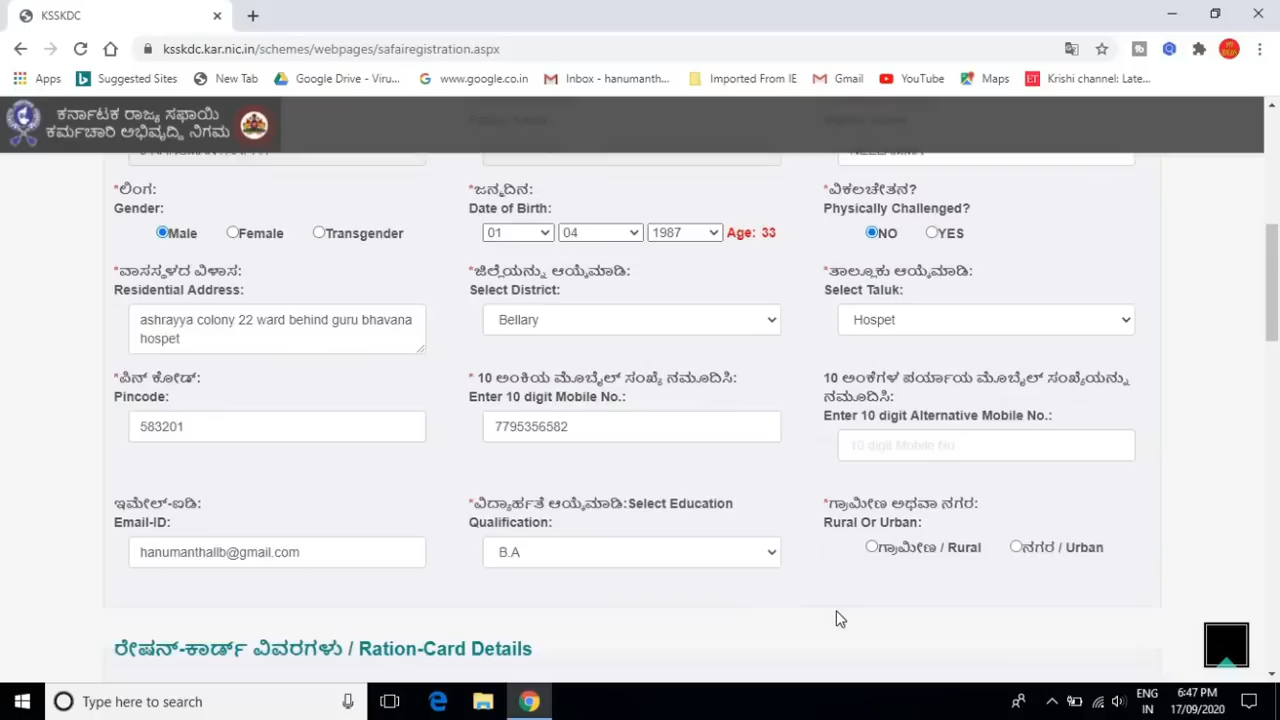 KSSKDC
ksskdc.kar.nic.in/schemes/webpages/safairegistration.aspx
Apps Suggested Sites New Tab Google Drive - Viru... www.google.co.in Inbox - hanumanth... Imported From IE Gmail YouTube Maps Krishi channel: Late...
ಕರ್ನಾಟಕ ರಾಜ್ಯ ಸಫಾಯಿ
ಕರ್ಮಚಾರಿ ಅಭಿವೃದ್ಧಿ ನಿಗಮ
*ಲಿಂಗ: *ಜನ್ಮದಿನ: *ವಿಕಲಚೇತನ?
Gender: Date of Birth: Physically Challenged?
Male Female Transgender 01 04 1987 Age: 33 NO YES
*ವಾಸಸ್ಥಳದ ವಿಳಾಸ: *ಜಿಲ್ಲೆಯನ್ನು ಆಯ್ಕೆಮಾಡಿ: *ತಾಲ್ಲೂಕು ಆಯ್ಕೆಮಾಡಿ:
Residential Address: Select District: Select Taluk:
ashrayya colony 22 ward behind guru bhavana Bellary Hospet
hospet
*ಪಿನ್ ಕೋಡ್: * 10 ಅಂಕಿಯ ಮೊಬೈಲ್ ಸಂಖ್ಯೆ ನಮೂದಿಸಿ: 10 ಅಂಕೆಗಳ ಪರ್ಯಾಯ ಮೊಬೈಲ್ ಸಂಖ್ಯೆಯನ್ನು
ನಮೂದಿಸಿ:
Pincode: Enter 10 digit Mobile No.: Enter 10 digit Alternative Mobile No.:
583201 7795356582 10 digit Mobile No
ಇಮೇಲ್-ಐಡಿ: *ವಿದ್ಯಾರ್ಹತೆ ಆಯ್ಕೆಮಾಡಿ:Select Education *ಗ್ರಾಮೀಣ ಅಥವಾ ನಗರ:
Email-ID: Qualification: Rural Or Urban:
hanumanthallb@gmail.com B.A ಗ್ರಾಮೀಣ / Rural ನಗರ / Urban
ರೇಷನ್-ಕಾರ್ಡ್ ವಿವರಗಳು / Ration-Card Details
Type here to search
ENG 6:47 PM
IN 17/09/2020